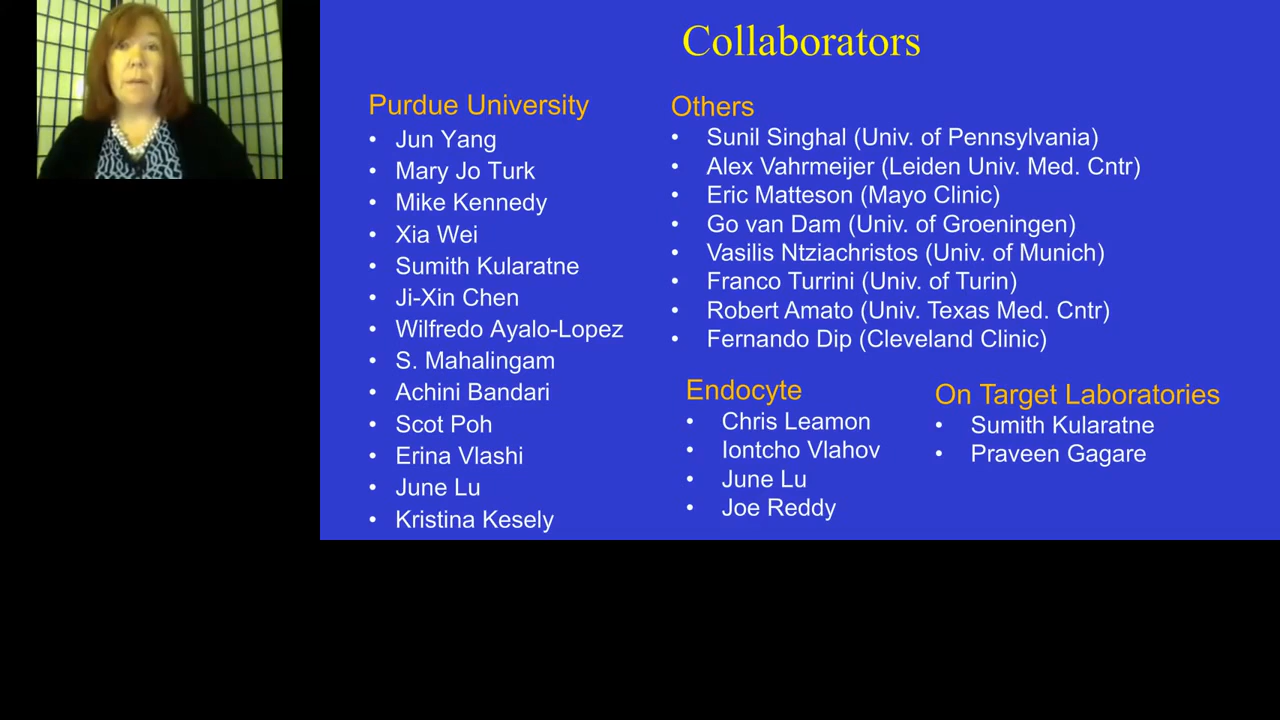 Collaborators
Purdue University
• Jun Yang
• Mary Jo Turk
• Mike Kennedy
• Xia Wei
• Sumith Kularatne
• Ji-Xin Chen
• Wilfredo Ayalo-Lopez
• S. Mahalingam
• Achini Bandari
• Scot Poh
• Erina Vlashi
• June Lu
• Kristina Kesely
Others
• Sunil Singhal (Univ. of Pennsylvania)
• Alex Vahrmeijer (Leiden Univ. Med. Cntr)
• Eric Matteson (Mayo Clinic)
• Go van Dam (Univ. of Groeningen)
• Vasilis Ntziachristos (Univ. of Munich)
• Franco Turrini (Univ. of Turin)
• Robert Amato (Univ. Texas Med. Cntr)
• Fernando Dip (Cleveland Clinic)
Endocyte
• Chris Leamon
• Iontcho Vlahov
• June Lu
• Joe Reddy
On Target Laboratories
• Sumith Kularatne
• Praveen Gagare